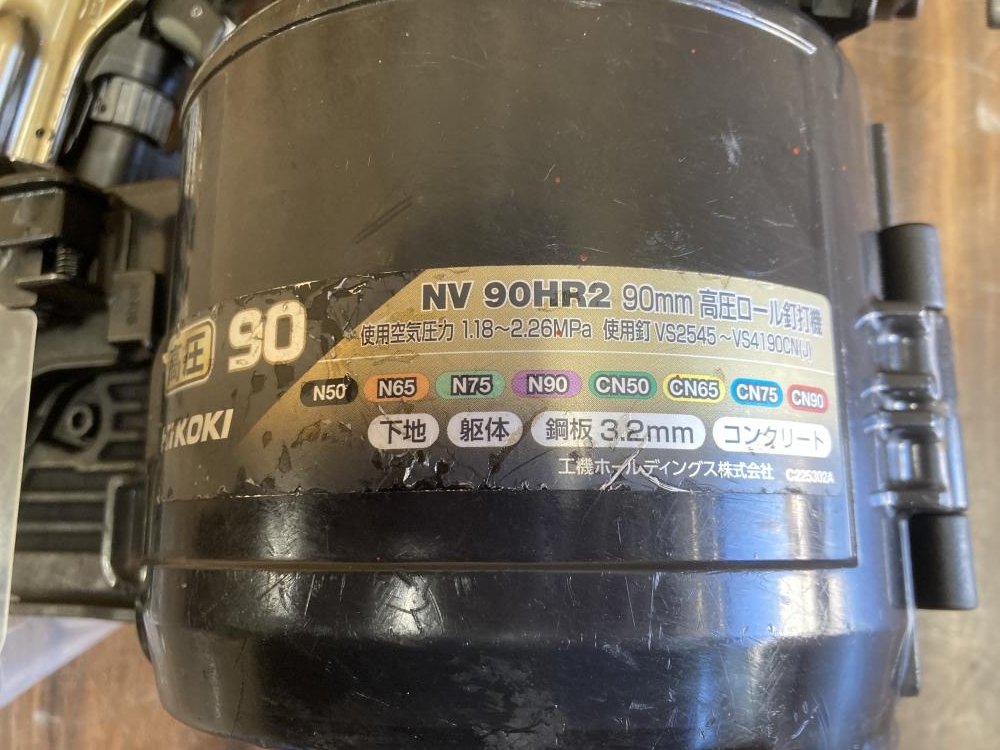 NV 90HR2 90mm 高圧ロール釘打機
高圧 90 使用空気圧力 1.18～2.26MPa 使用釘 VS2545～VS4190CN(J)
N50 N65 N75 N90 CN50 CN65 CN75 CN90
HiKOKI 下地 躯体 鋼板 3.2mm コンクリート
工機ホールディングス株式会社 C225302A